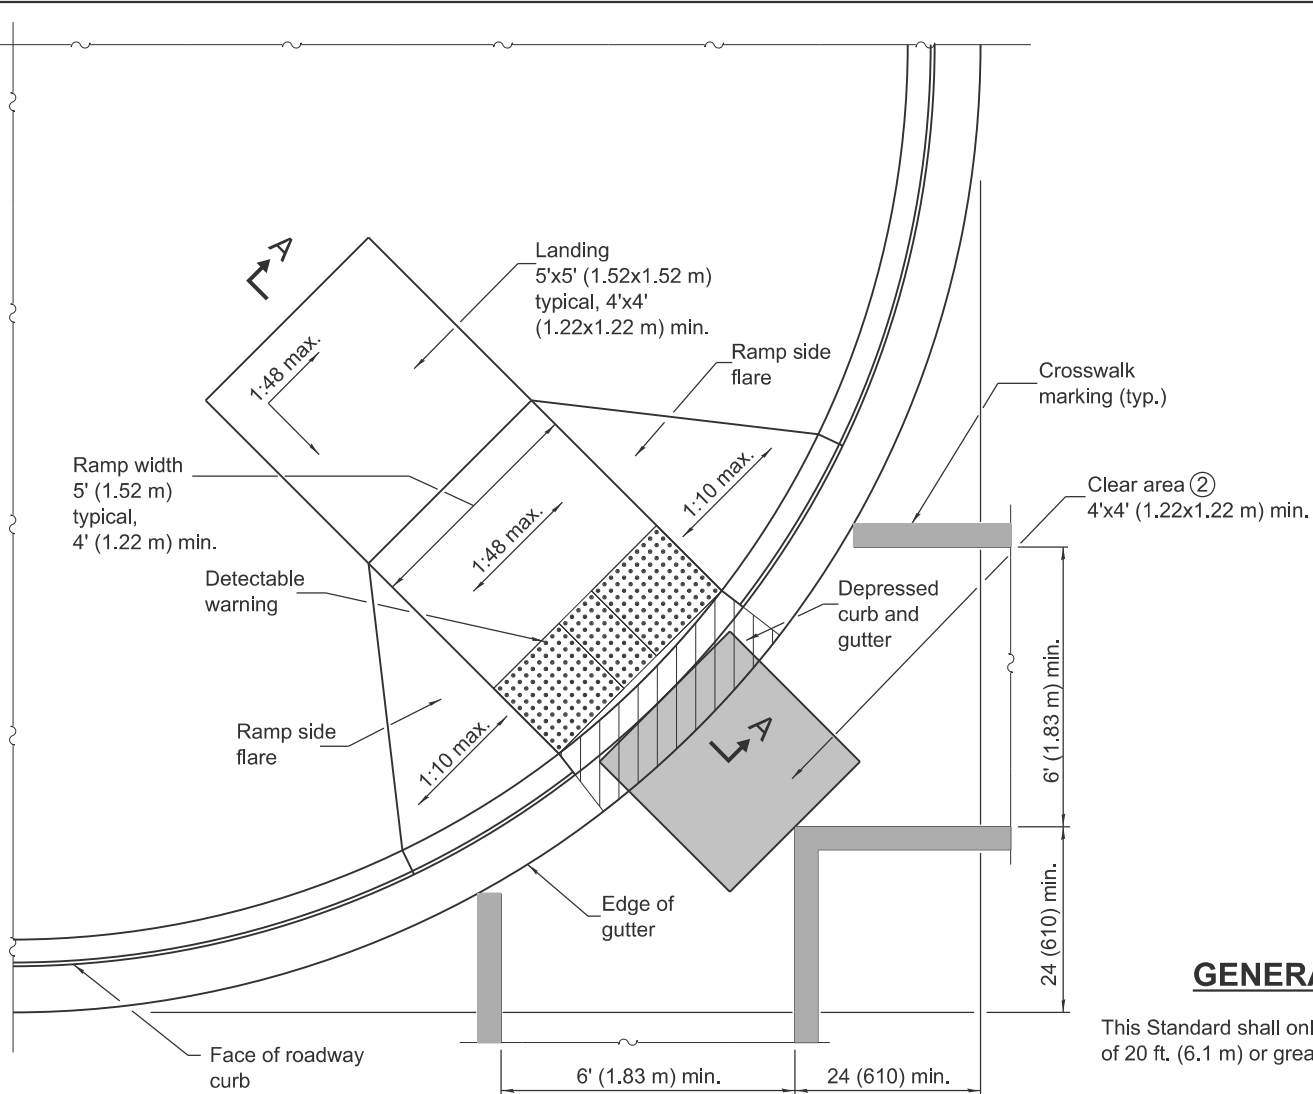 A
Landing
5'x5' (1.52x1.52 m)
typical, 4'x4'
(1.22x1.22 m) min.
1:48 max.
Ramp side
flare
Crosswalk
marking (typ.)
Ramp width
5' (1.52 m)
typical,
4' (1.22 m) min.
1:10 max.
Clear area 2
4'x4' (1.22x1.22 m) min.
1:48 max.
Detectable
warning
Depressed
curb and
gutter
6' (1.83 m) min.
Ramp side
flare
1:10 max.
A
Edge of
gutter
24 (610) min.
GENERA
This Standard shall onl
of 20 ft. (6.1 m) or grea
Face of roadway
curb
6' (1.83 m) min.
24 (610) min.